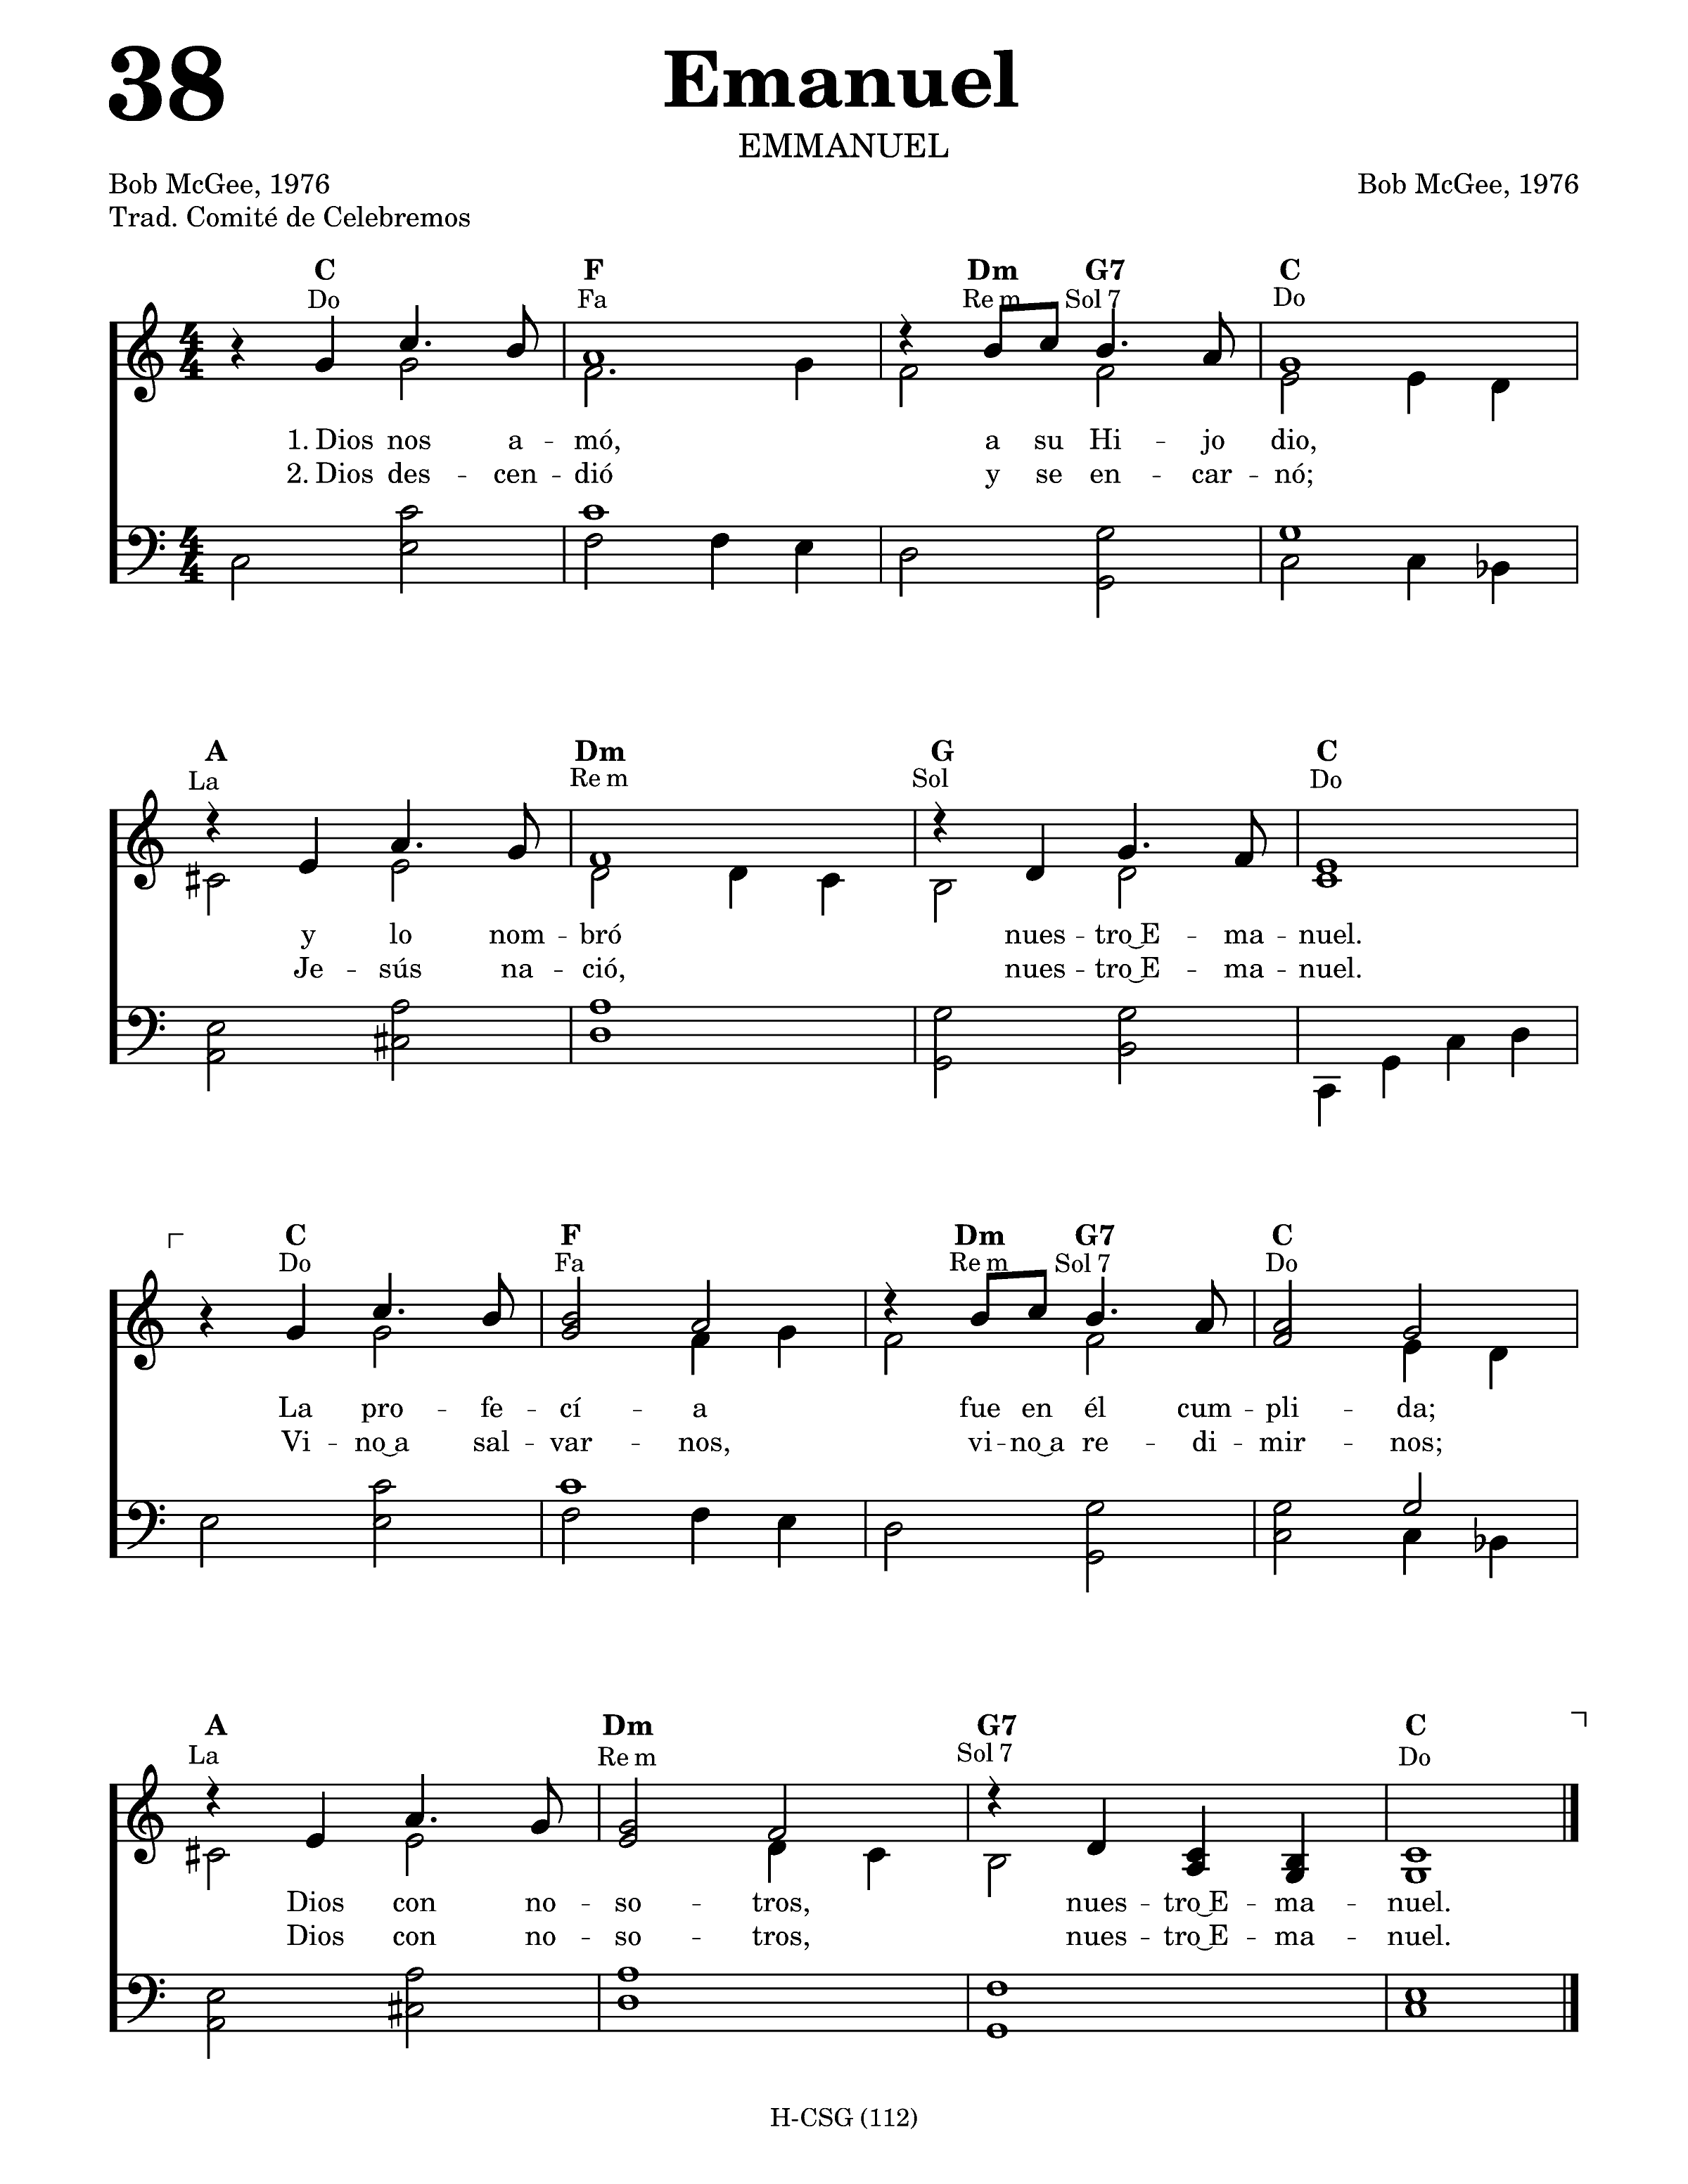 38
Emanuel
EMMANUEL
Bob McGee, 1976
Bob McGee, 1976
Trad. Comité de Celebremos
C F Dm G7 C
Do Fa Re m Sol 7 Do
1. Dios nos a – mó, a su Hi – jo dio,
2. Dios des – cen – dió y se en – car – nó;
A Dm G C
La Re m Sol Do
y lo nom – bró nues – tro‿E – ma – nuel.
Je – sús na – ció, nues – tro‿E – ma – nuel.
C F Dm G7 C
Do Fa Re m Sol 7 Do
La pro – fe – cí – a fue en él cum – pli – da;
Vi – no‿a sal – var – nos, vi – no‿a re – di – mir – nos;
A Dm G7 C
La Re m Sol 7 Do
Dios con no – so – tros, nues – tro‿E – ma – nuel.
Dios con no – so – tros, nues – tro‿E – ma – nuel.
H-CSG (112)